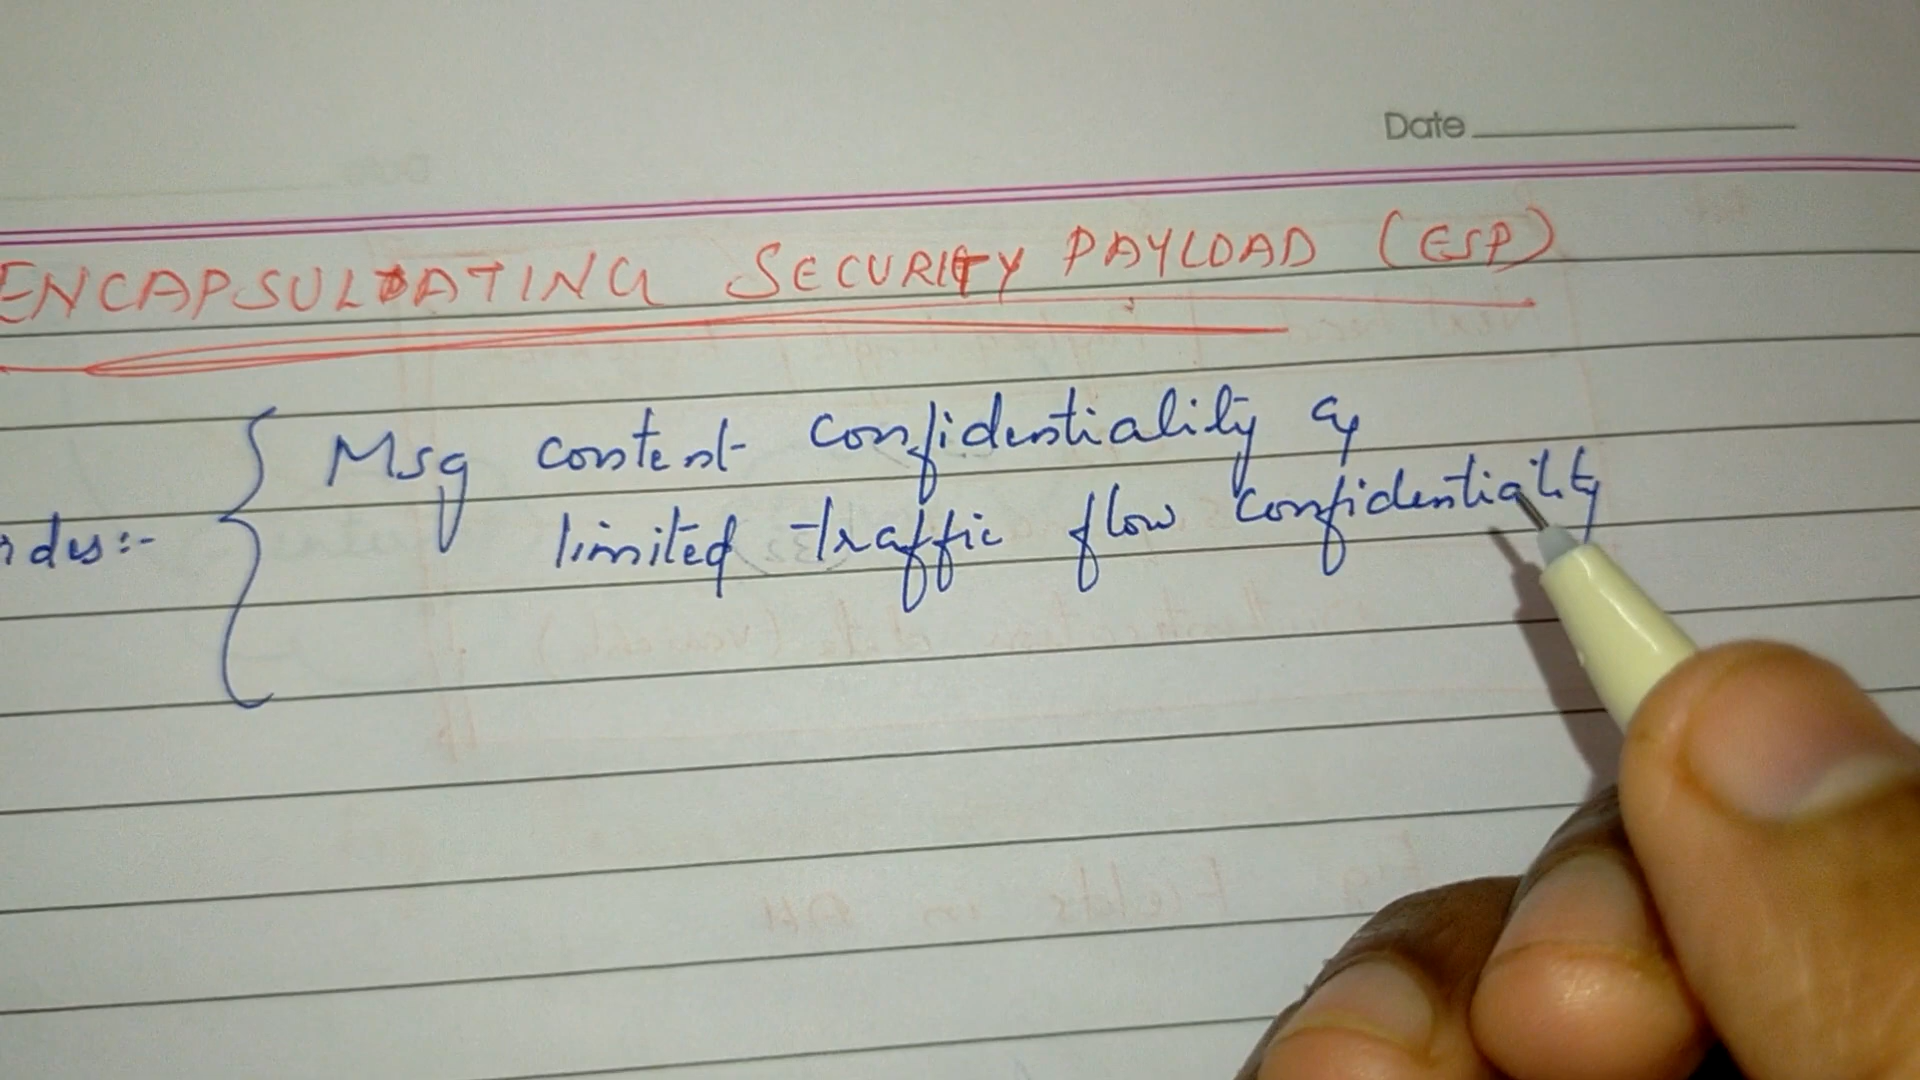 Date
ENCAPSULATING SECURITY PAYLOAD (ESP)
Msg content confidentiality &
des:- limited traffic flow confidentiality